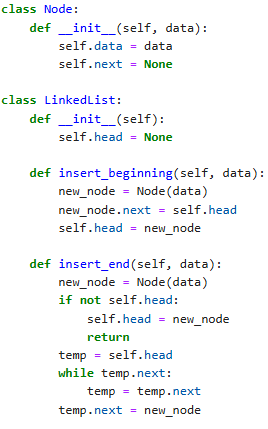 class Node:
    def __init__(self, data):
        self.data = data
        self.next = None

class LinkedList:
    def __init__(self):
        self.head = None

    def insert_beginning(self, data):
        new_node = Node(data)
        new_node.next = self.head
        self.head = new_node

    def insert_end(self, data):
        new_node = Node(data)
        if not self.head:
            self.head = new_node
            return
        temp = self.head
        while temp.next:
            temp = temp.next
        temp.next = new_node